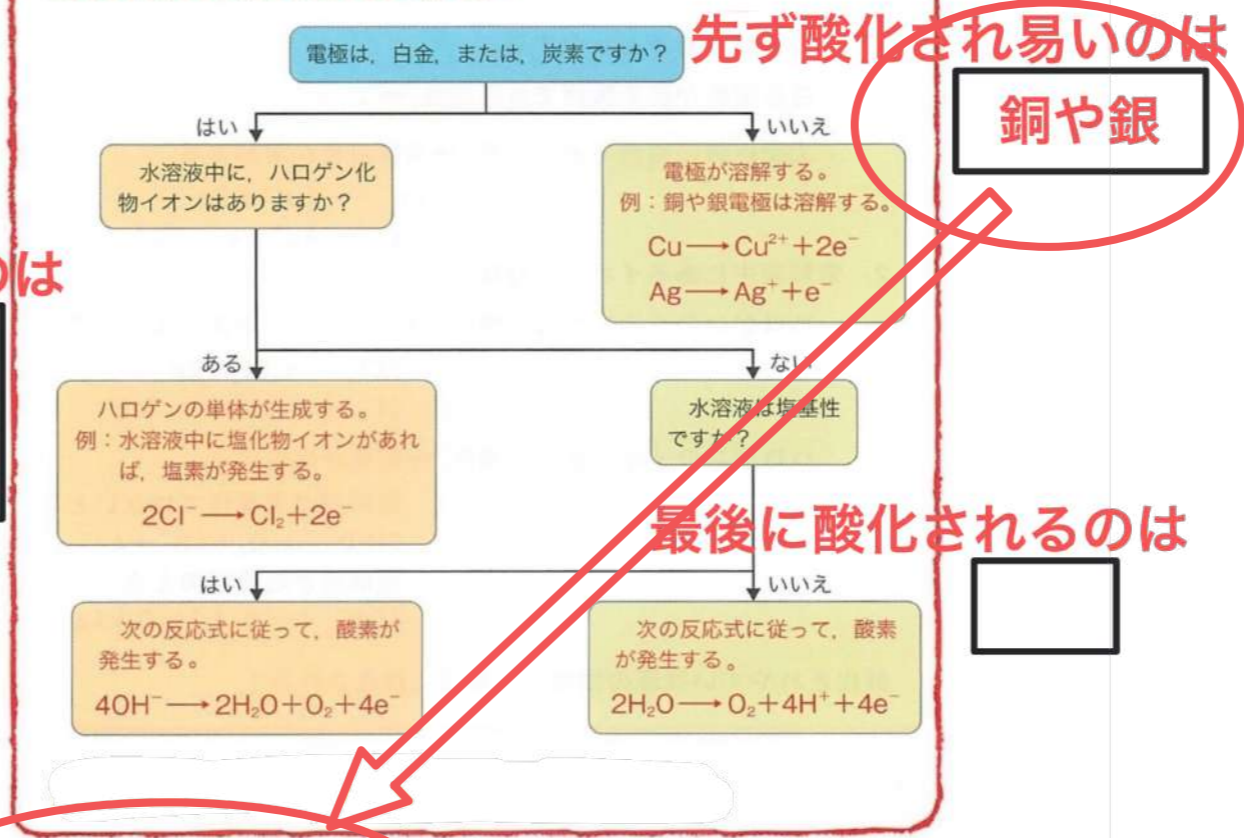 先ず酸化され易いのは
銅や銀
電極は，白金，または，炭素ですか？
はい
いいえ
水溶液中に，ハロゲン化
物イオンはありますか？
電極が溶解する。
例：銅や銀電極は溶解する。
Cu⟶Cu²⁺+2e⁻
Ag⟶Ag⁺+e⁻
のは
ある
ない
ハロゲンの単体が生成する。
例：水溶液中に塩化物イオンがあれ
ば，塩素が発生する。
2Cl⁻⟶Cl₂+2e⁻
水溶液は塩基性
ですか？
最後に酸化されるのは
はい
いいえ
次の反応式に従って，酸素が
発生する。
4OH⁻⟶2H₂O+O₂+4e⁻
次の反応式に従って，酸素
が発生する。
2H₂O⟶O₂+4H⁺+4e⁻